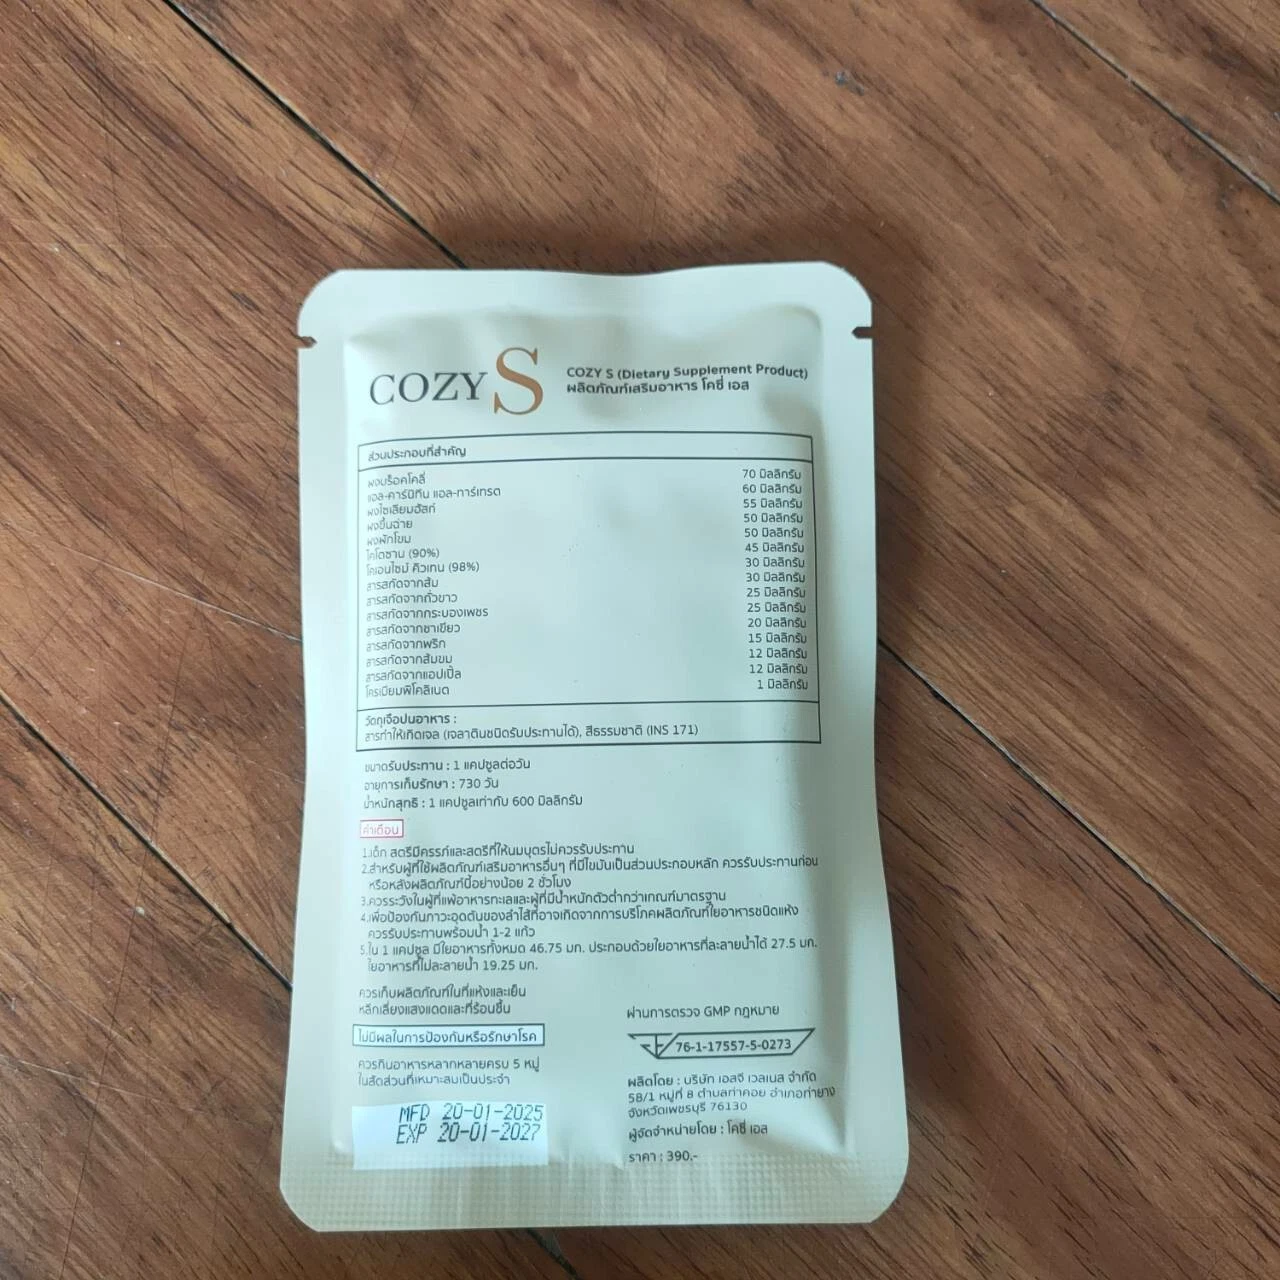 COZY S
COZY S (Dietary Supplement Product)
ผลิตภัณฑ์เสริมอาหาร โคซี่ เอส
ส่วนประกอบที่สำคัญ
ผงบร็อคโคลี่ 70 มิลลิกรัม
แอล-คาร์นิทีน แอล-ทาร์เทรต 60 มิลลิกรัม
ผงไซเลียมฮัสก์ 55 มิลลิกรัม
ผงขึ้นฉ่าย 50 มิลลิกรัม
ผงผักโขม 50 มิลลิกรัม
ไคโตซาน (90%) 45 มิลลิกรัม
โคเอนไซม์ คิวเทน (98%) 30 มิลลิกรัม
สารสกัดจากส้ม 30 มิลลิกรัม
สารสกัดจากถั่วขาว 25 มิลลิกรัม
สารสกัดจากกระบองเพชร 25 มิลลิกรัม
สารสกัดจากชาเขียว 20 มิลลิกรัม
สารสกัดจากพริก 15 มิลลิกรัม
สารสกัดจากส้มขม 12 มิลลิกรัม
สารสกัดจากแอปเปิ้ล 12 มิลลิกรัม
โครเมียมพิโคลิเนต 1 มิลลิกรัม
วัตถุเจือปนอาหาร :
สารทำให้เกิดเจล (เจลาตินชนิดรับประทานได้), สีธรรมชาติ (INS 171)
ขนาดรับประทาน : 1 แคปซูลต่อวัน
อายุการเก็บรักษา : 730 วัน
น้ำหนักสุทธิ : 1 แคปซูลเท่ากับ 600 มิลลิกรัม
คำเตือน
1.เด็ก สตรีมีครรภ์และสตรีที่ให้นมบุตรไม่ควรรับประทาน
2.สำหรับผู้ที่ใช้ผลิตภัณฑ์เสริมอาหารอื่นๆ ที่มีไขมันเป็นส่วนประกอบหลัก ควรรับประทานก่อน
หรือหลังผลิตภัณฑ์นี้อย่างน้อย 2 ชั่วโมง
3.ควรระวังในผู้ที่แพ้อาหารทะเลและผู้ที่มีน้ำหนักตัวต่ำกว่าเกณฑ์มาตรฐาน
4.เพื่อป้องกันภาวะอุดตันของลำไส้ที่อาจเกิดจากการบริโภคผลิตภัณฑ์ใยอาหารชนิดแห้ง
ควรรับประทานพร้อมน้ำ 1-2 แก้ว
5.ใน 1 แคปซูล มีใยอาหารทั้งหมด 46.75 มก. ประกอบด้วยใยอาหารที่ละลายน้ำได้ 27.5 มก.
ใยอาหารที่ไม่ละลายน้ำ 19.25 มก.
ควรเก็บผลิตภัณฑ์ในที่แห้งและเย็น
หลีกเลี่ยงแสงแดดและที่ร้อนชื้น
ไม่มีผลในการป้องกันหรือรักษาโรค
ควรกินอาหารหลากหลายครบ 5 หมู่
ในสัดส่วนที่เหมาะสมเป็นประจำ
MFD 20-01-2025
EXP 20-01-2027
ผ่านการตรวจ GMP กฎหมาย
76-1-17557-5-0273
ผลิตโดย : บริษัท เอสจี เวลเนส จำกัด
58/1 หมู่ที่ 8 ตำบลท่าคอย อำเภอท่ายาง
จังหวัดเพชรบุรี 76130
ผู้จัดจำหน่ายโดย : โคซี่ เอส
ราคา : 390.-